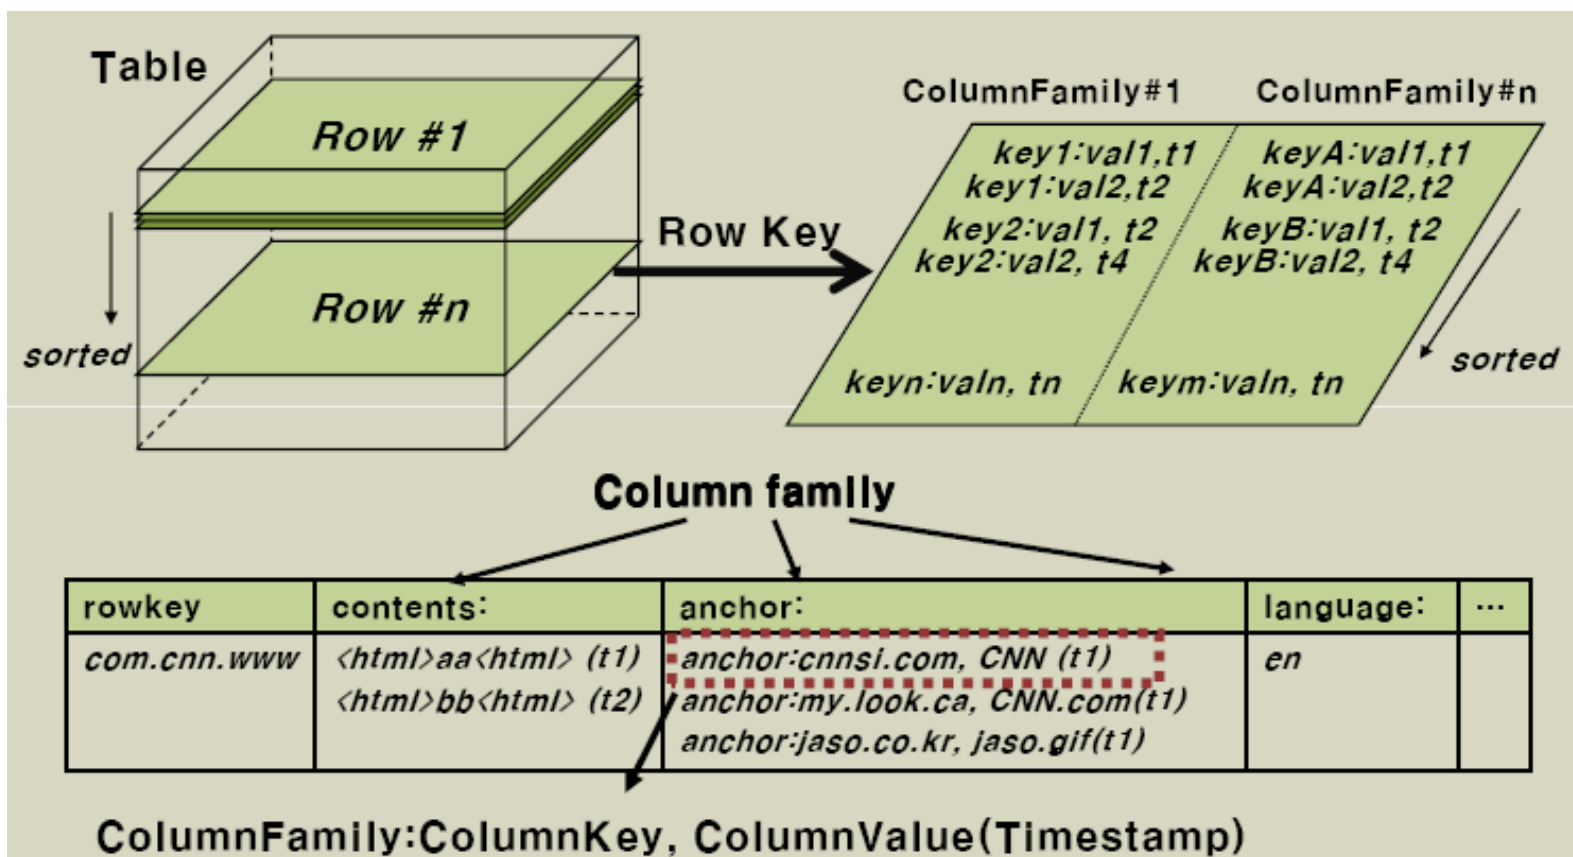 Table
Row #1
Row #n
sorted
Row Key
ColumnFamily#1 ColumnFamily#n
key1:val1,t1 keyA:val1,t1
key1:val2,t2 keyA:val2,t2
key2:val1, t2 keyB:val1, t2
key2:val2, t4 keyB:val2, t4
keyn:valn, tn keym:valn, tn
sorted
Column family
rowkey contents: anchor: language: ...
com.cnn.www <html>aa<html> (t1) anchor:cnnsi.com, CNN (t1) en
<html>bb<html> (t2) anchor:my.look.ca, CNN.com(t1)
anchor:jaso.co.kr, jaso.gif(t1)
ColumnFamily:ColumnKey, ColumnValue(Timestamp)